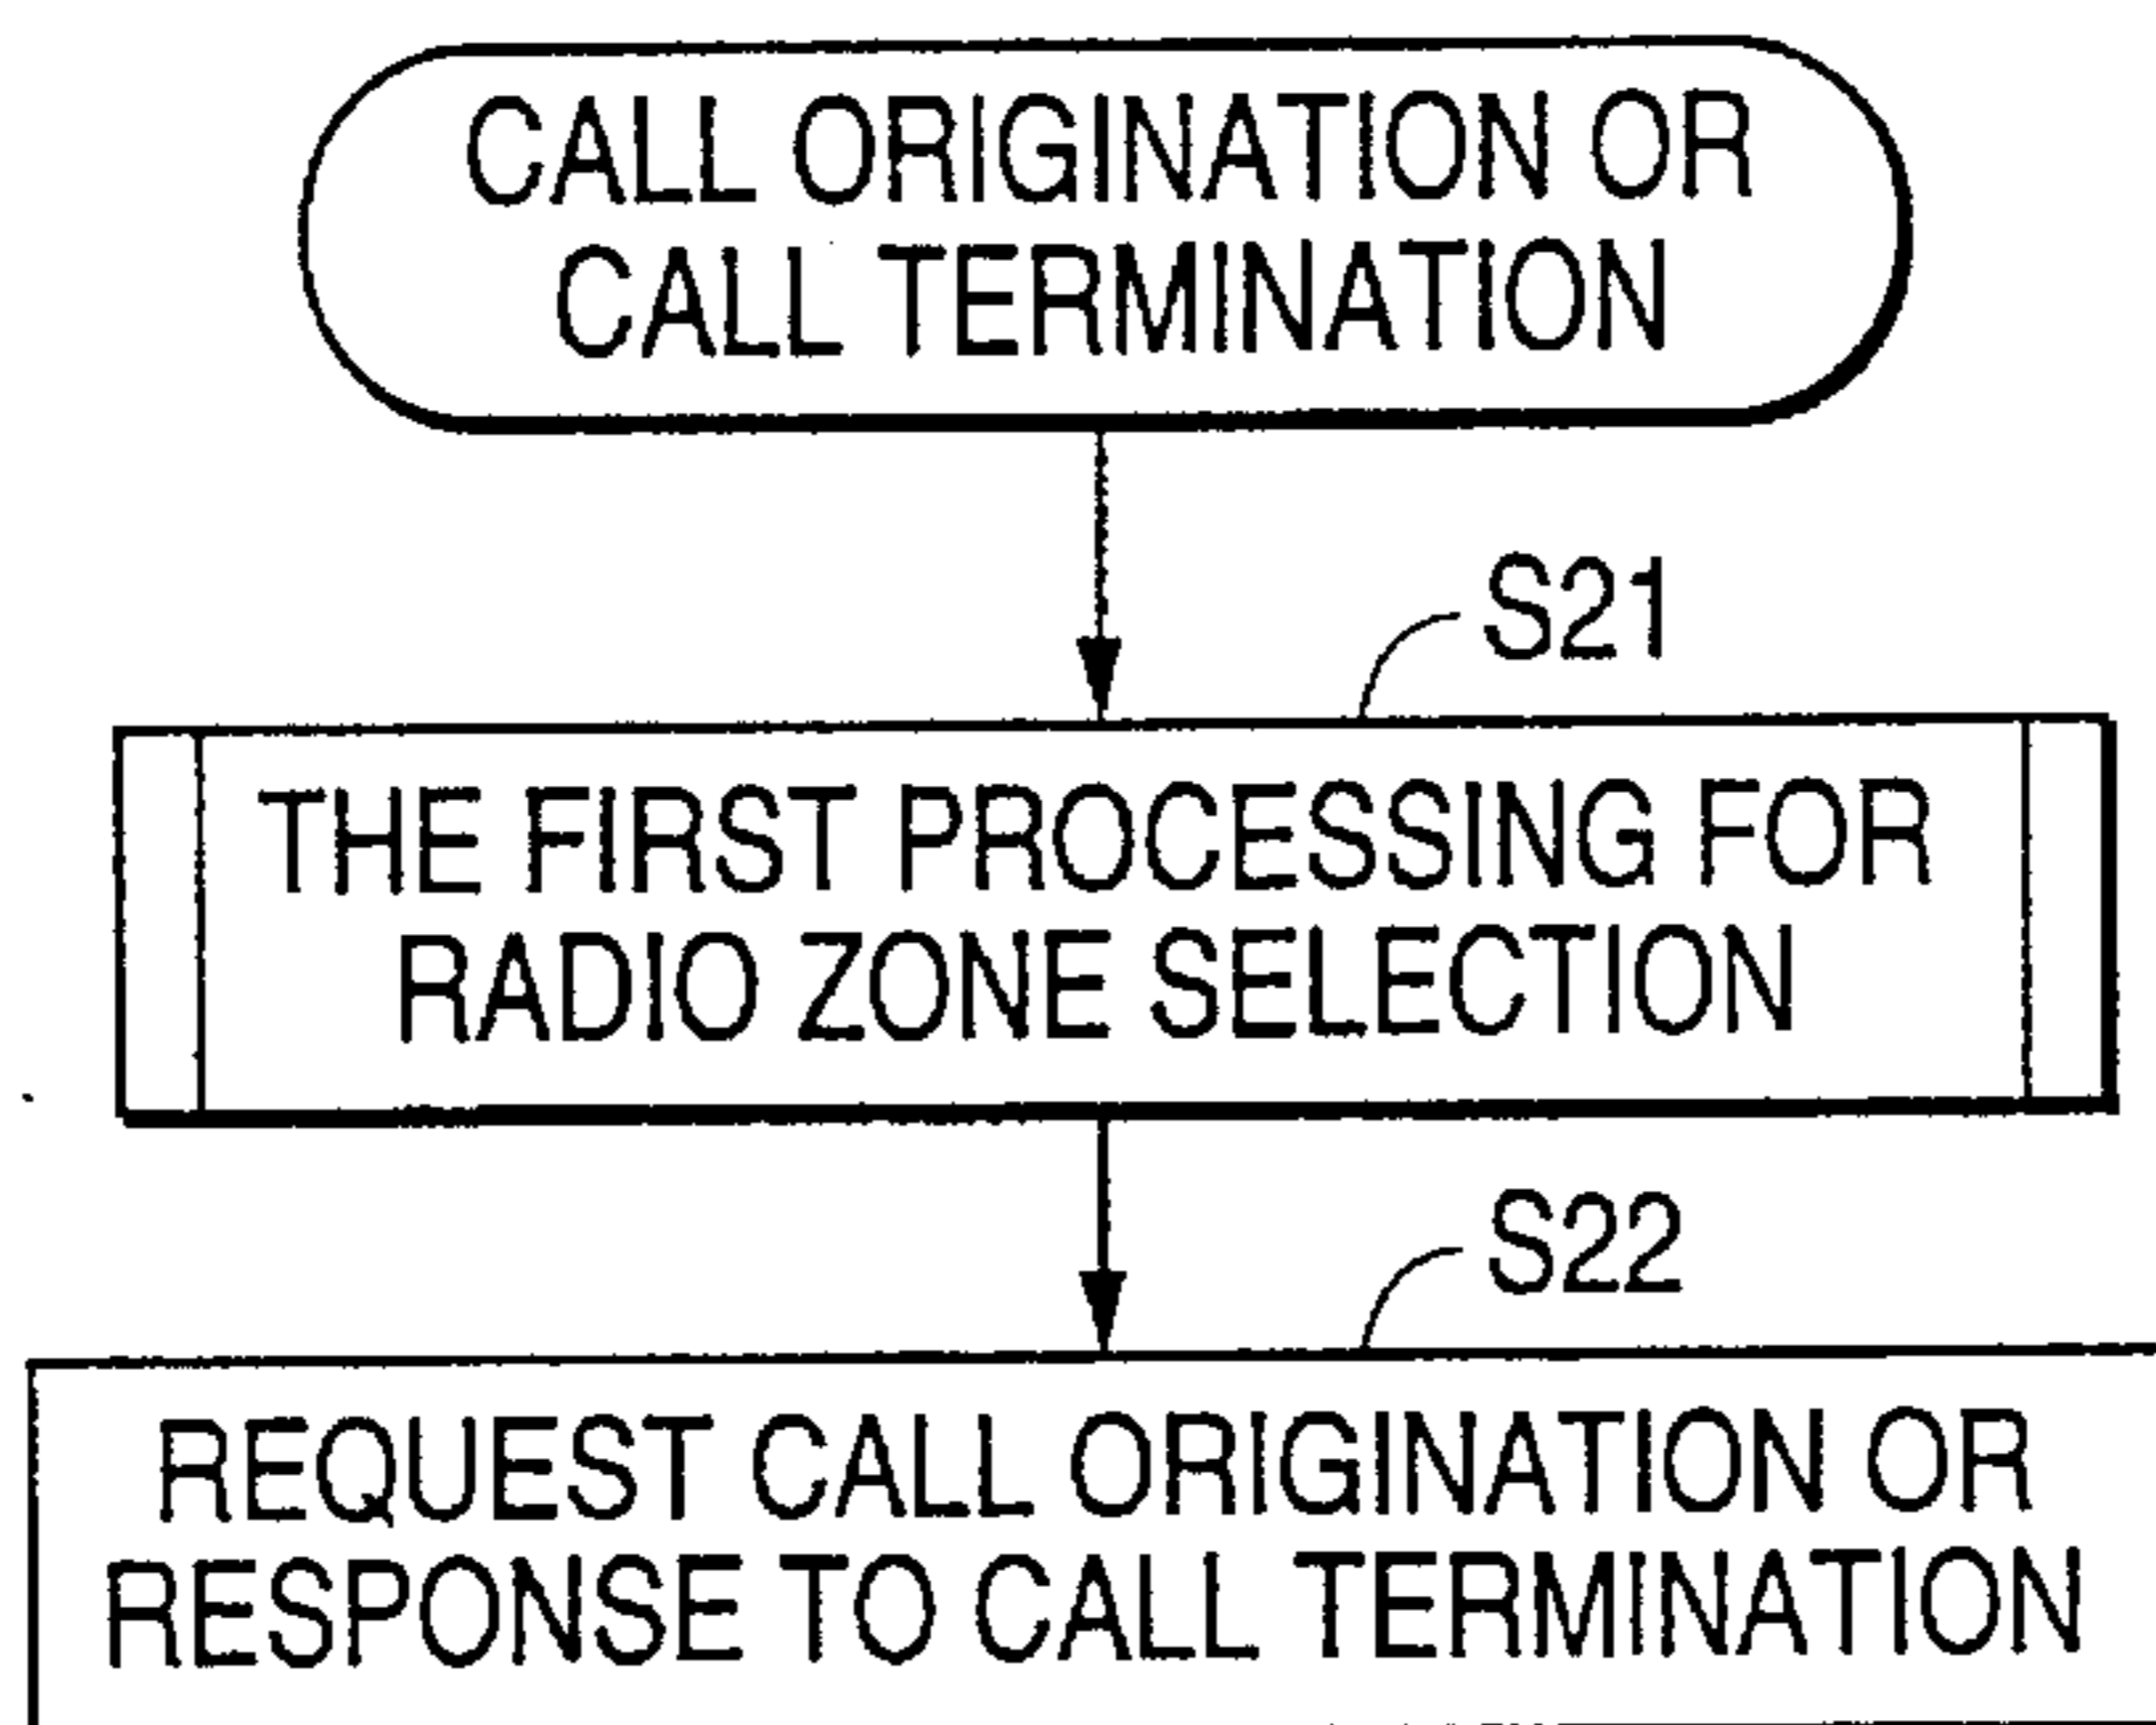 CALL ORIGINATION OR
CALL TERMINATION
S21
THE FIRST PROCESSING FOR
RADIO ZONE SELECTION
S22
REQUEST CALL ORIGINATION OR
RESPONSE TO CALL TERMINATION